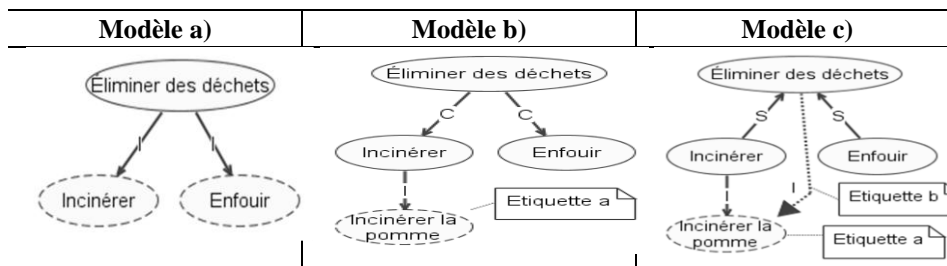 Modèle a) Modèle b) Modèle c)
Éliminer des déchets
I I
Incinérer Enfouir
Éliminer des déchets
C C
Incinérer Enfouir
I
Incinérer la
pomme
Etiquette a
Éliminer des déchets
S S
Incinérer Enfouir
I I
Etiquette b
Incinérer la
pomme
Etiquette a